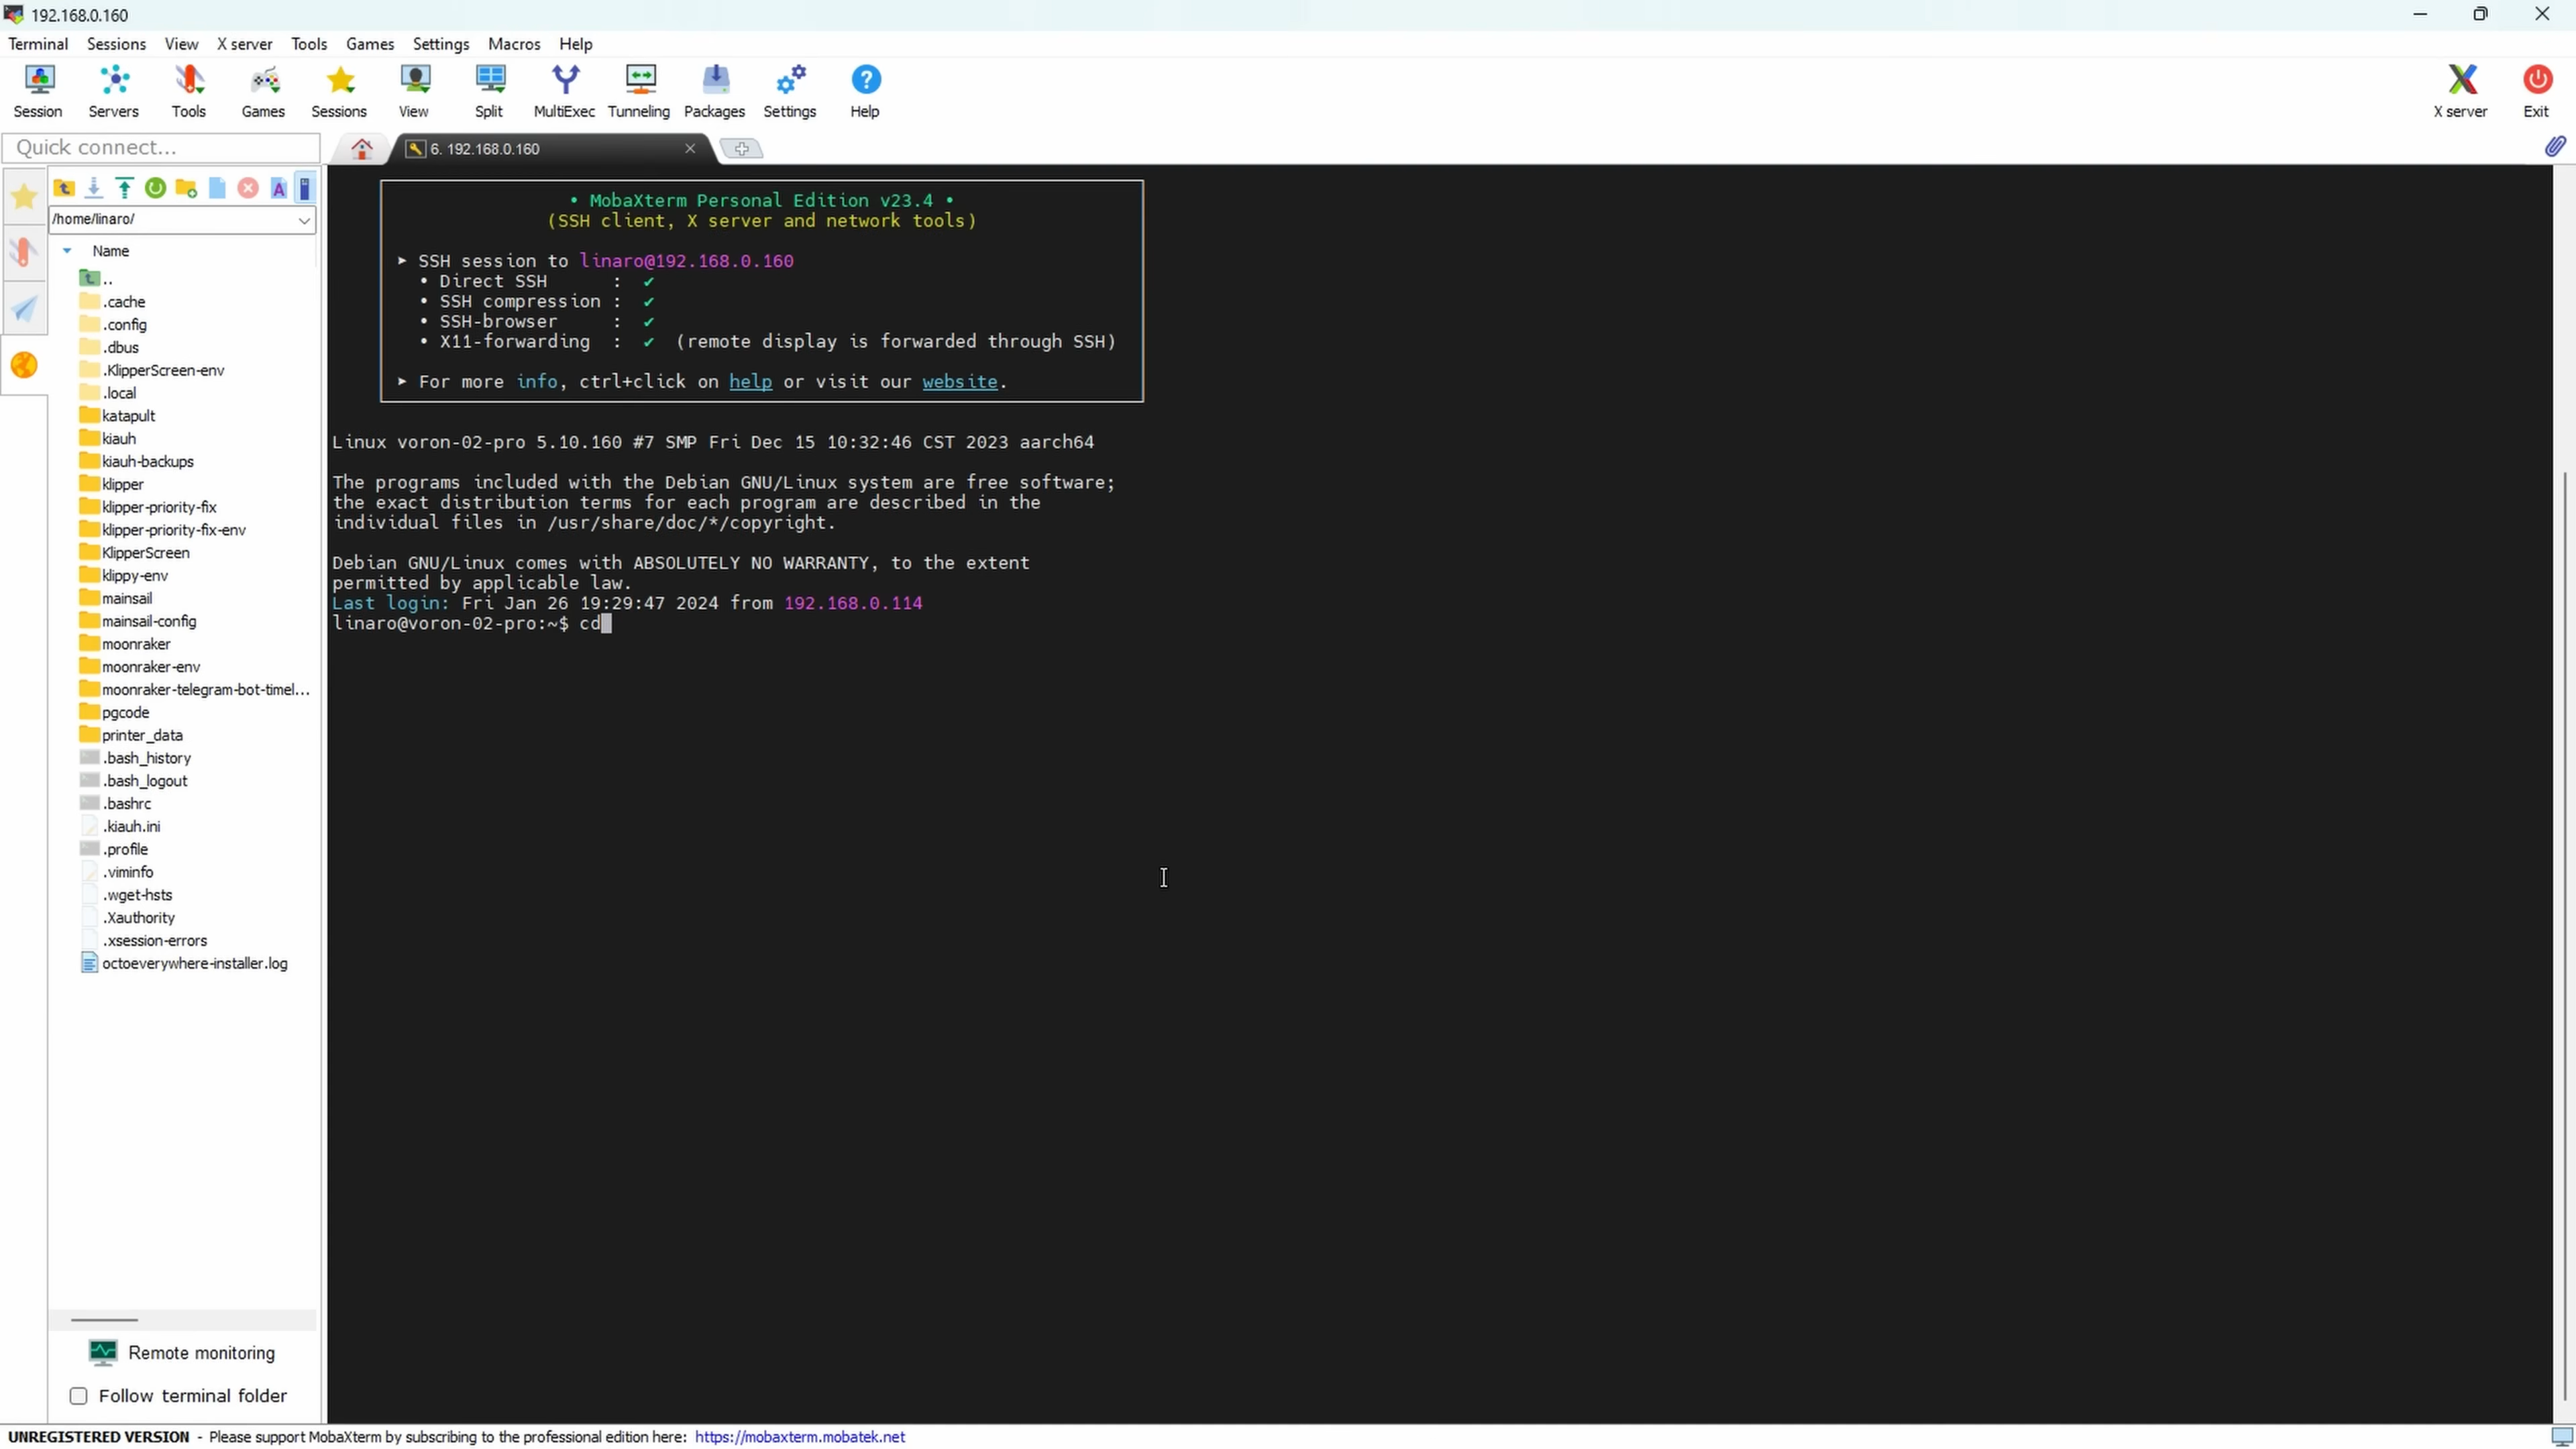 192.168.0.160
Terminal Sessions View X server Tools Games Settings Macros Help
Session Servers Tools Games Sessions View Split MultiExec Tunneling Packages Settings Help X server Exit
Quick connect...
6. 192.168.0.160
/home/linaro/
Name
..
.cache
.config
.dbus
.KlipperScreen-env
.local
katapult
kiauh
kiauh-backups
klipper
klipper-priority-fix
klipper-priority-fix-env
KlipperScreen
klippy-env
mainsail
mainsail-config
moonraker
moonraker-env
moonraker-telegram-bot-timel...
pgcode
printer_data
.bash_history
.bash_logout
.bashrc
.kiauh.ini
.profile
.viminfo
.wget-hsts
.Xauthority
.xsession-errors
octoeverywhere-installer.log
Remote monitoring
Follow terminal folder
• MobaXterm Personal Edition v23.4 •
(SSH client, X server and network tools)
► SSH session to linaro@192.168.0.160
• Direct SSH : ✔
• SSH compression : ✔
• SSH-browser : ✔
• X11-forwarding : ✔ (remote display is forwarded through SSH)
► For more info, ctrl+click on help or visit our website.
Linux voron-02-pro 5.10.160 #7 SMP Fri Dec 15 10:32:46 CST 2023 aarch64
The programs included with the Debian GNU/Linux system are free software;
the exact distribution terms for each program are described in the
individual files in /usr/share/doc/*/copyright.
Debian GNU/Linux comes with ABSOLUTELY NO WARRANTY, to the extent
permitted by applicable law.
Last login: Fri Jan 26 19:29:47 2024 from 192.168.0.114
linaro@voron-02-pro:~$ cd
UNREGISTERED VERSION - Please support MobaXterm by subscribing to the professional edition here: https://mobaxterm.mobatek.net